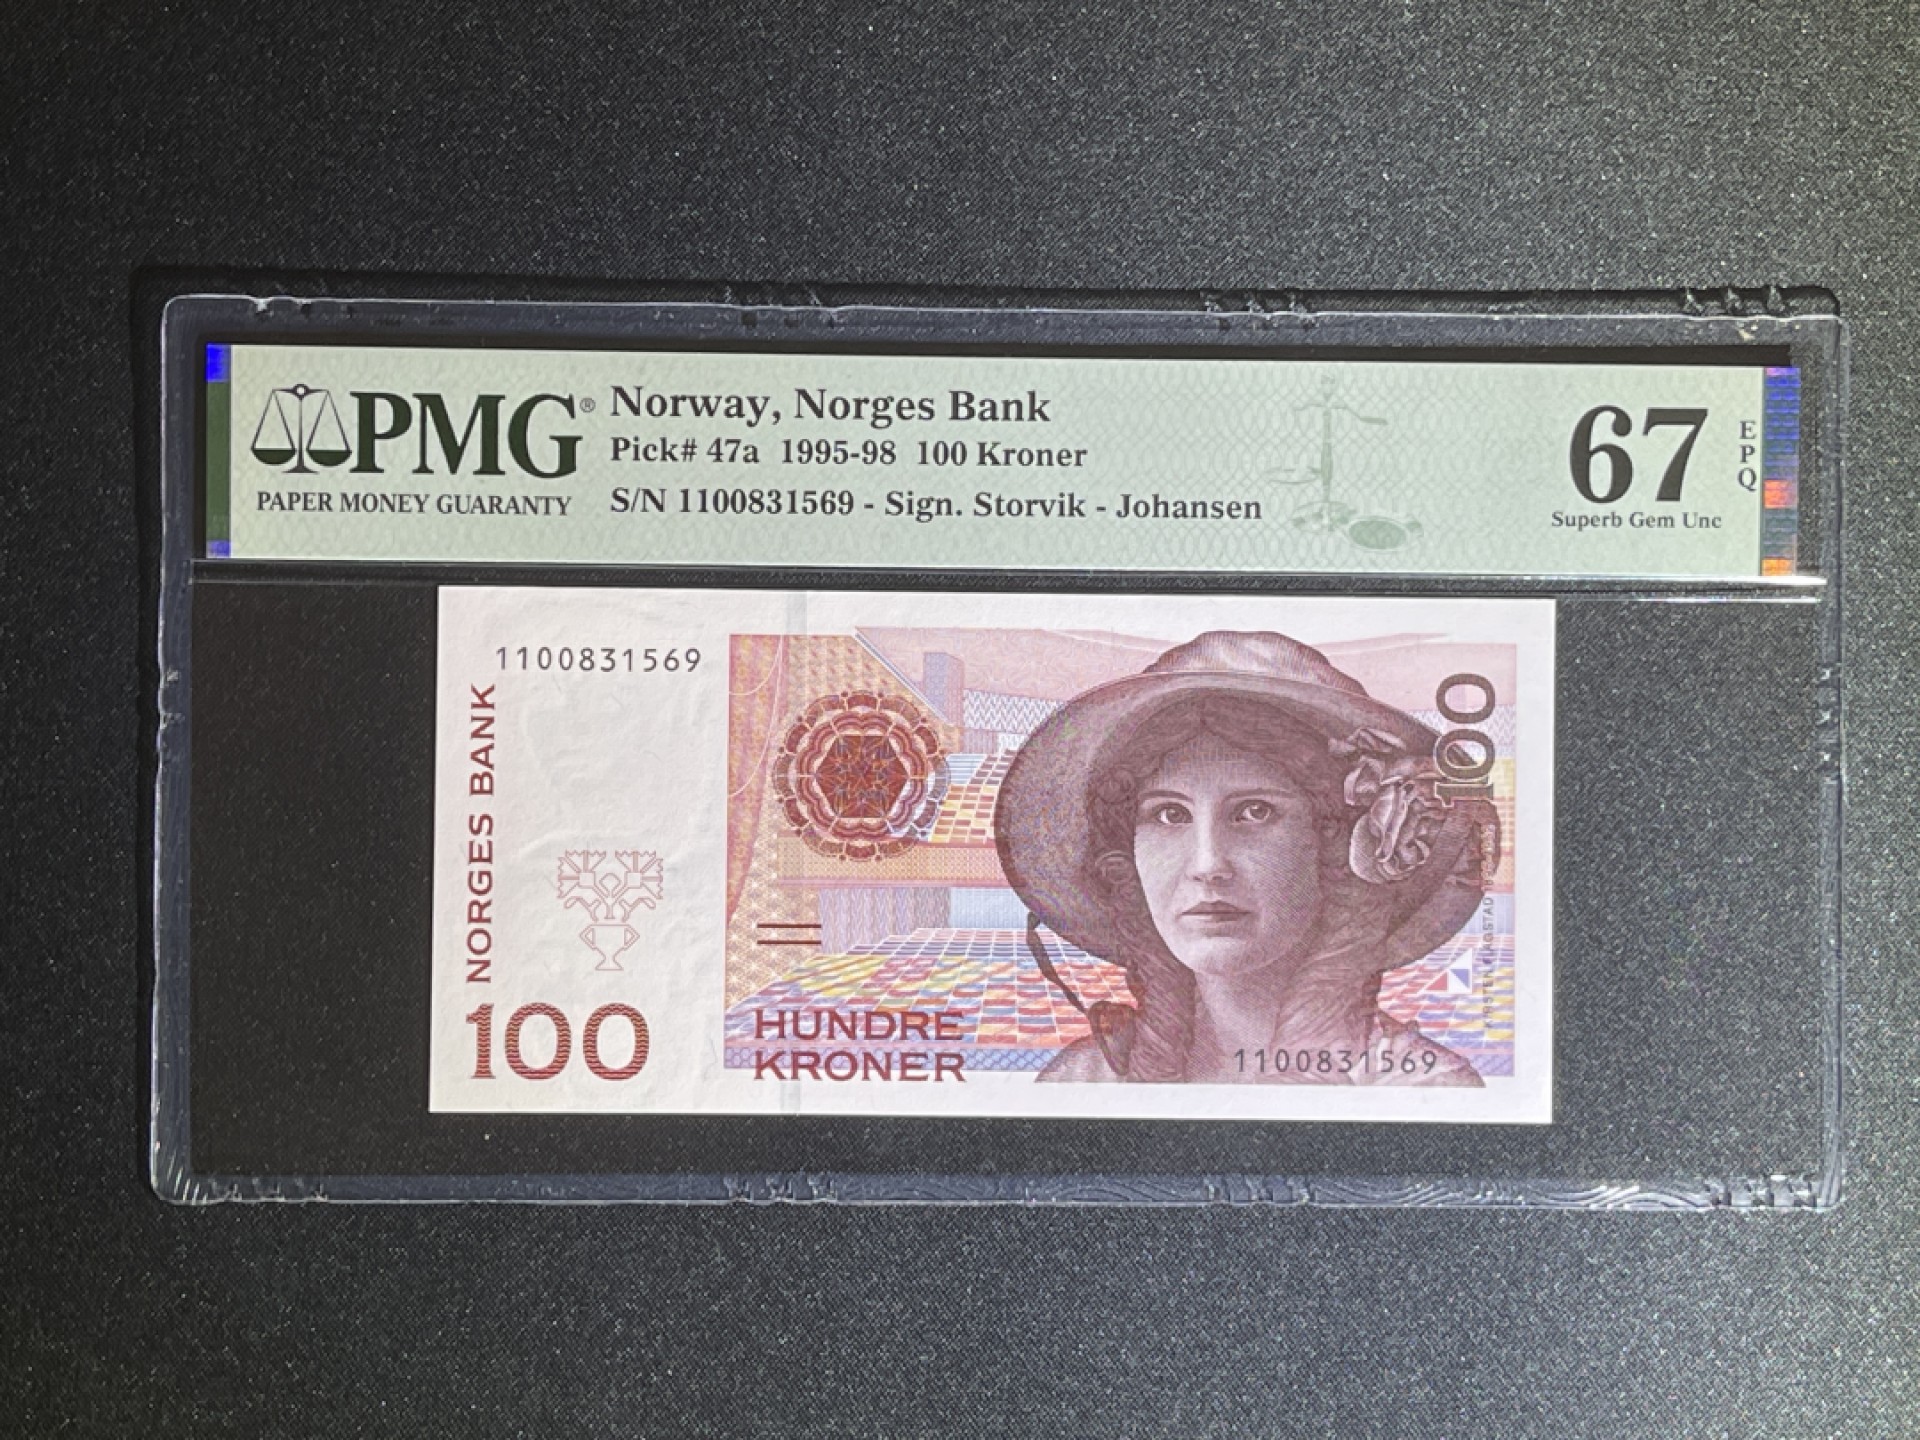 PMG®
PAPER MONEY GUARANTY
Norway, Norges Bank
Pick# 47a 1995-98 100 Kroner
S/N 1100831569 - Sign. Storvik - Johansen
67
EPQ
Superb Gem Unc
1100831569
NORGES BANK
100
HUNDRE
KRONER
100
1100831569